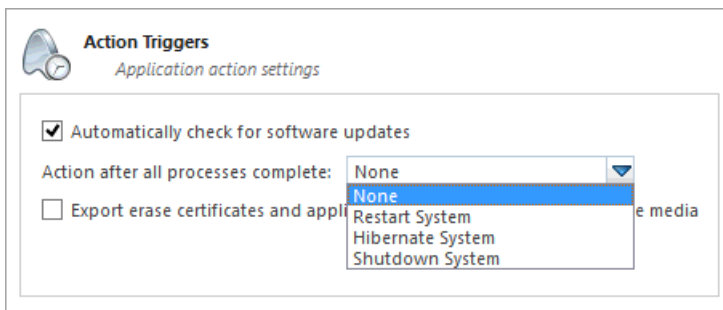 Action Triggers
Application action settings
Automatically check for software updates
Action after all processes complete: None
None
Export erase certificates and appli e media
Restart System
Hibernate System
Shutdown System